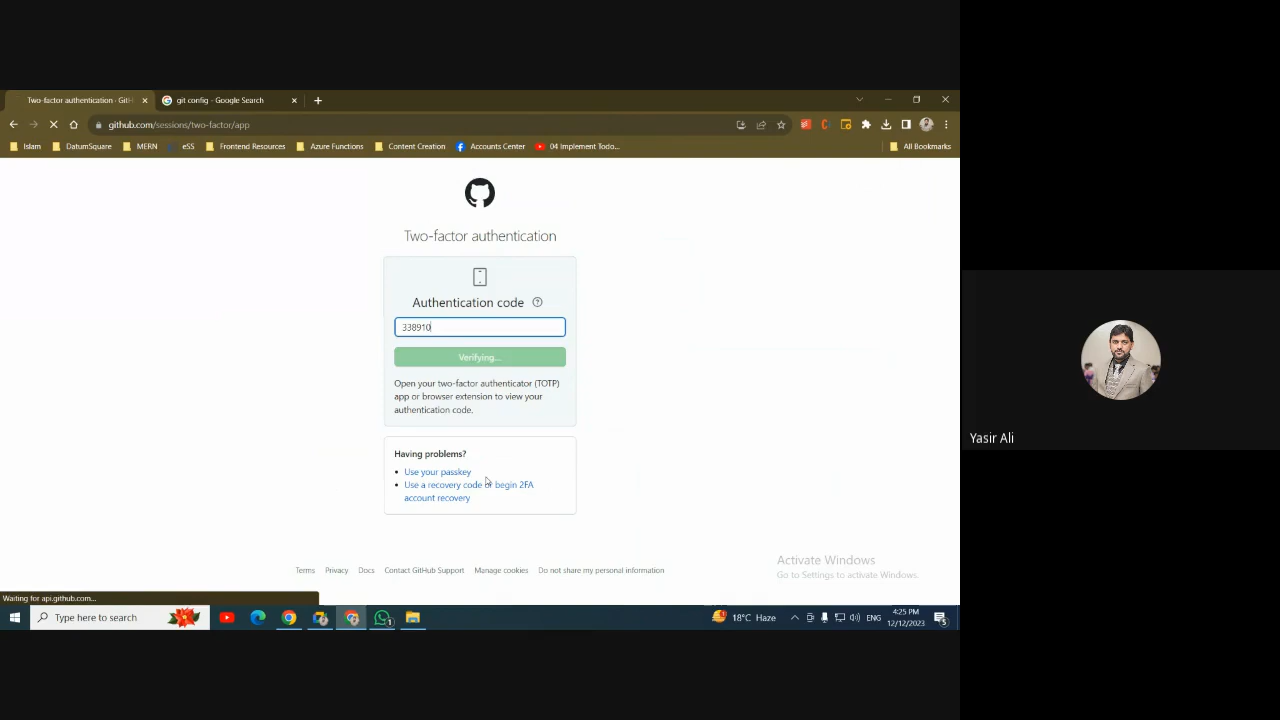 Two-factor authentication · GitH
git config - Google Search
github.com/sessions/two-factor/app
Islam
DatumSquare
MERN
eSS
Frontend Resources
Azure Functions
Content Creation
Accounts Center
04 Implement Todo...
All Bookmarks
Two-factor authentication
Authentication code
338910
Verifying...
Open your two-factor authenticator (TOTP)
app or browser extension to view your
authentication code.
Having problems?
Use your passkey
Use a recovery code or begin 2FA
account recovery
Yasir Ali
Activate Windows
Go to Settings to activate Windows.
Terms
Privacy
Docs
Contact GitHub Support
Manage cookies
Do not share my personal information
Waiting for api.github.com...
Type here to search
18°C Haze
ENG
4:25 PM
12/12/2023